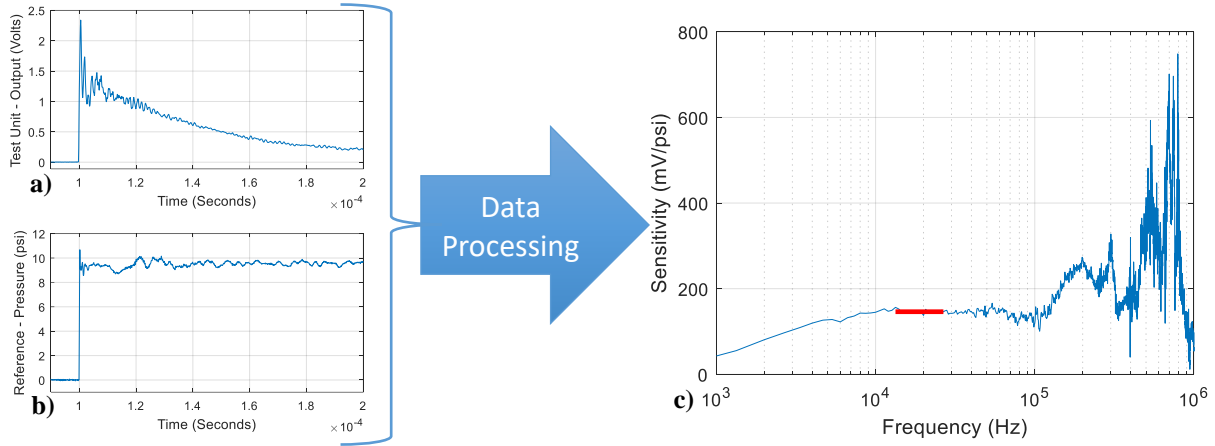 2.5
2
1.5
1
0.5
0
Test Unit - Output (Volts)
1 1.2 1.4 1.6 1.8 2
Time (Seconds)
× 10⁻⁴
a)
12
10
8
6
4
2
0
Reference - Pressure (psi)
1 1.2 1.4 1.6 1.8 2
Time (Seconds)
× 10⁻⁴
b)
Data
Processing
800
600
400
200
0
Sensitivity (mV/psi)
10³ 10⁴ 10⁵ 10⁶
Frequency (Hz)
c)